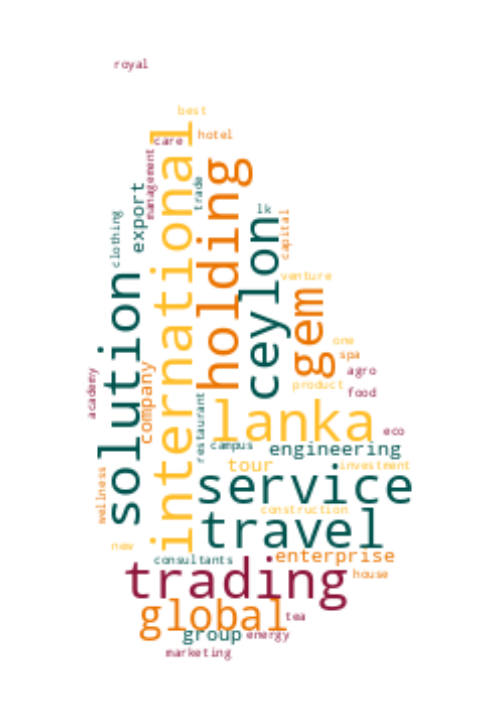 royal
best
hotel
care
international
management
holding
trade
export
clothing
lk
capital
ceylon
venture
solution
gem
one
spa
agro
company
academy
product
food
restaurant
lanka
eco
campus
engineering
tour
investment
wellness
service
construction
travel
new
consultants
enterprise
trading
house
global
tea
group
energy
marketing